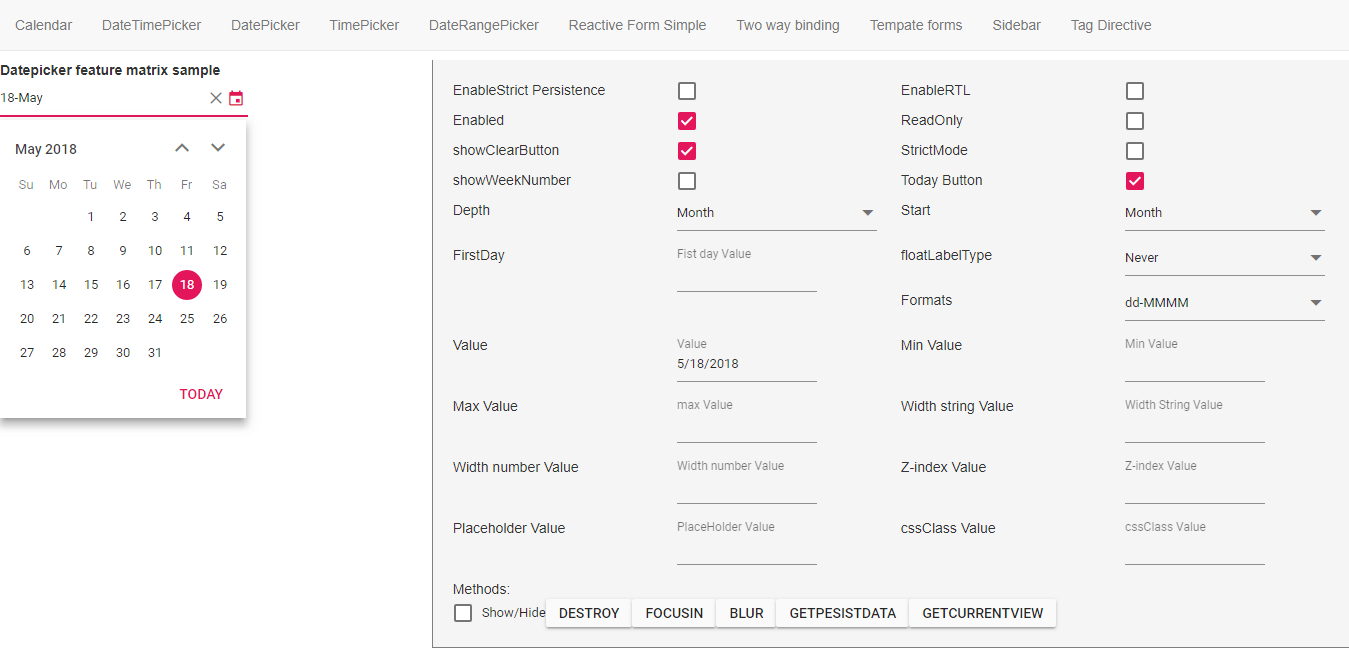 Calendar DateTimePicker DatePicker TimePicker DateRangePicker Reactive Form Simple Two way binding Tempate forms Sidebar Tag Directive
Datepicker feature matrix sample
18-May
May 2018
Su Mo Tu We Th Fr Sa
1 2 3 4 5
6 7 8 9 10 11 12
13 14 15 16 17 18 19
20 21 22 23 24 25 26
27 28 29 30 31
TODAY
EnableStrict Persistence EnableRTL
Enabled ReadOnly
showClearButton StrictMode
showWeekNumber Today Button
Depth Month Start Month
FirstDay Fist day Value floatLabelType Never
Formats dd-MMMM
Value Value Min Value Min Value
5/18/2018
Max Value max Value Width string Value Width String Value
Width number Value Width number Value Z-index Value Z-index Value
Placeholder Value PlaceHolder Value cssClass Value cssClass Value
Methods:
Show/Hide DESTROY FOCUSIN BLUR GETPESISTDATA GETCURRENTVIEW